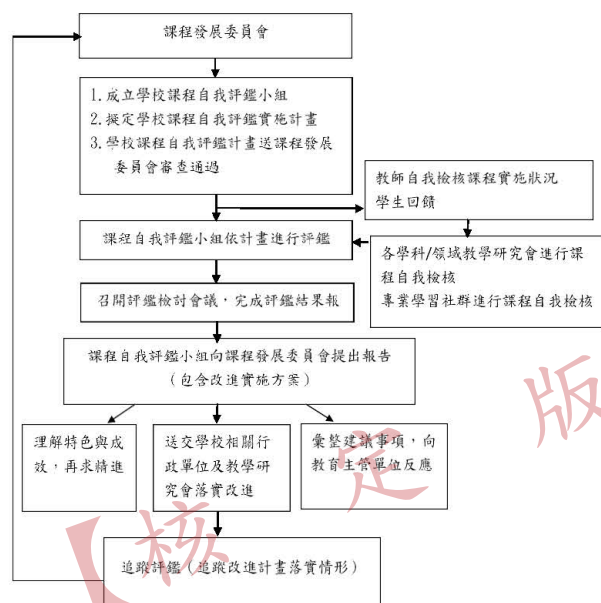 課程發展委員會
1.成立學校課程自我評鑑小組
2.擬定學校課程自我評鑑實施計畫
3.學校課程自我評鑑計畫送課程發展
委員會審查通過
教師自我檢核課程實施狀況
學生回饋
課程自我評鑑小組依計畫進行評鑑
各學科/領域教學研究會進行課
程自我檢核
專業學習社群進行課程自我檢核
召開評鑑檢討會議,完成評鑑結果報
課程自我評鑑小組向課程發展委員會提出報告
(包含改進實施方案)
理解特色與成
效,再求精進
送交學校相關行
政單位及教學研
究會落實改進
彙整建議事項,向
教育主管單位反應
追蹤評鑑(追蹤改進計畫落實情形)
【核定版